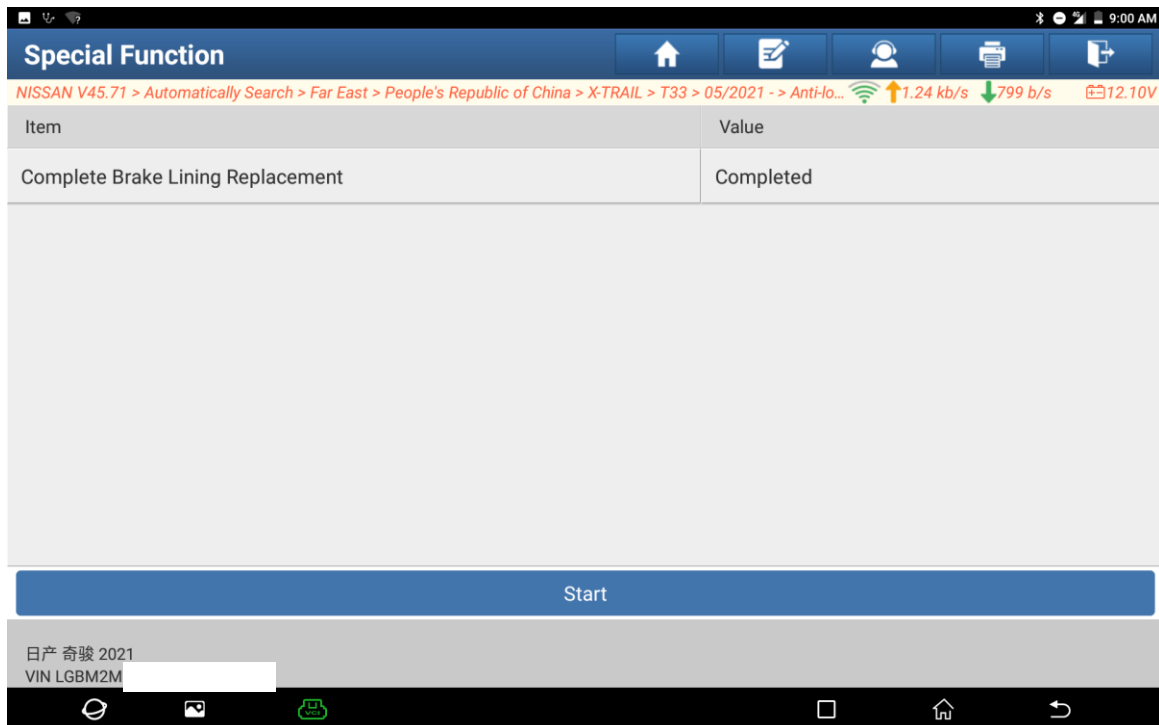 9:00 AM
Special Function
NISSAN V45.71 > Automatically Search > Far East > People's Republic of China > X-TRAIL > T33 > 05/2021 - > Anti-lo... 1.24 kb/s 799 b/s 12.10V
Item Value
Complete Brake Lining Replacement Completed
Start
日产 奇骏 2021
VIN LGBM2M
VCI